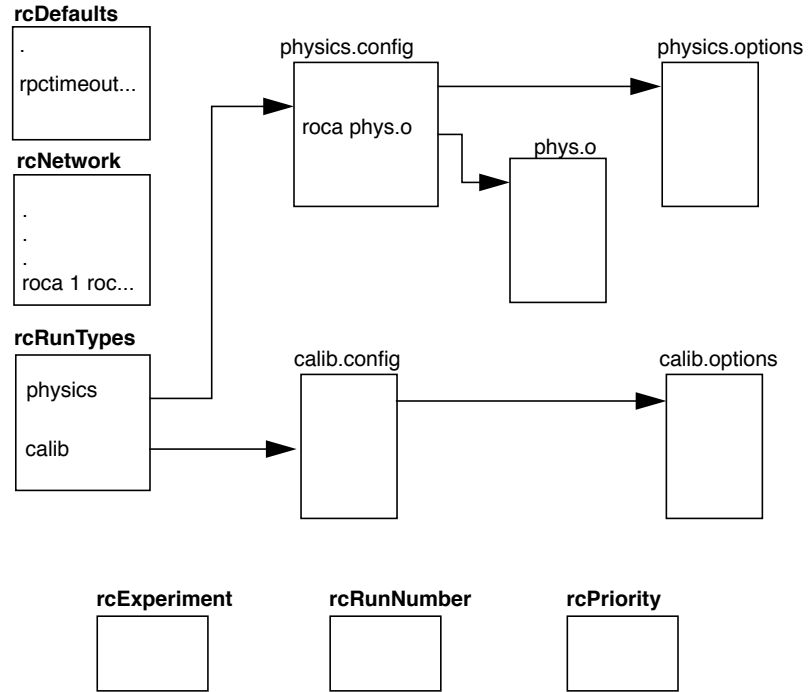 rcDefaults
.
rpctimeout...
rcNetwork
.
.
.
roca 1 roc...
rcRunTypes
physics
calib
physics.config
roca phys.o
physics.options
phys.o
calib.config
calib.options
rcExperiment
rcRunNumber
rcPriority